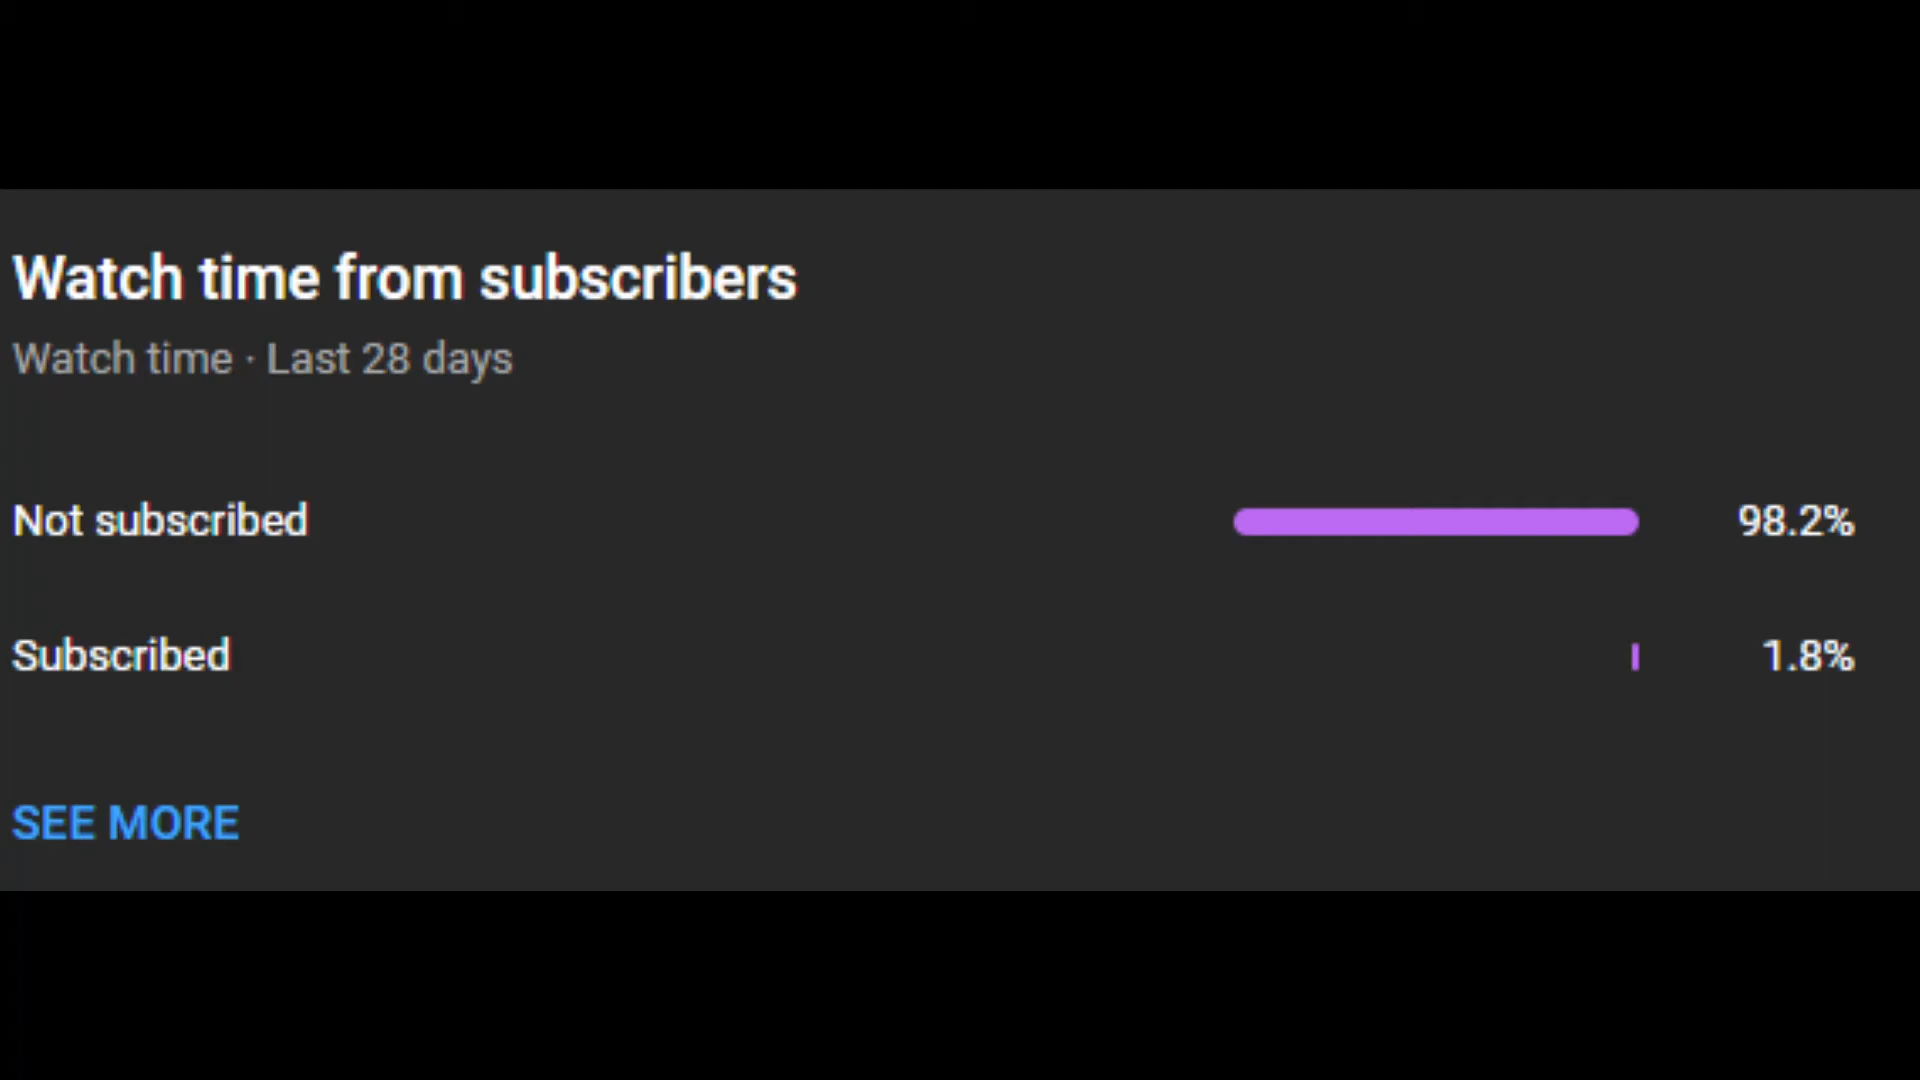 Watch time from subscribers
Watch time · Last 28 days
Not subscribed 98.2%
Subscribed 1.8%
SEE MORE